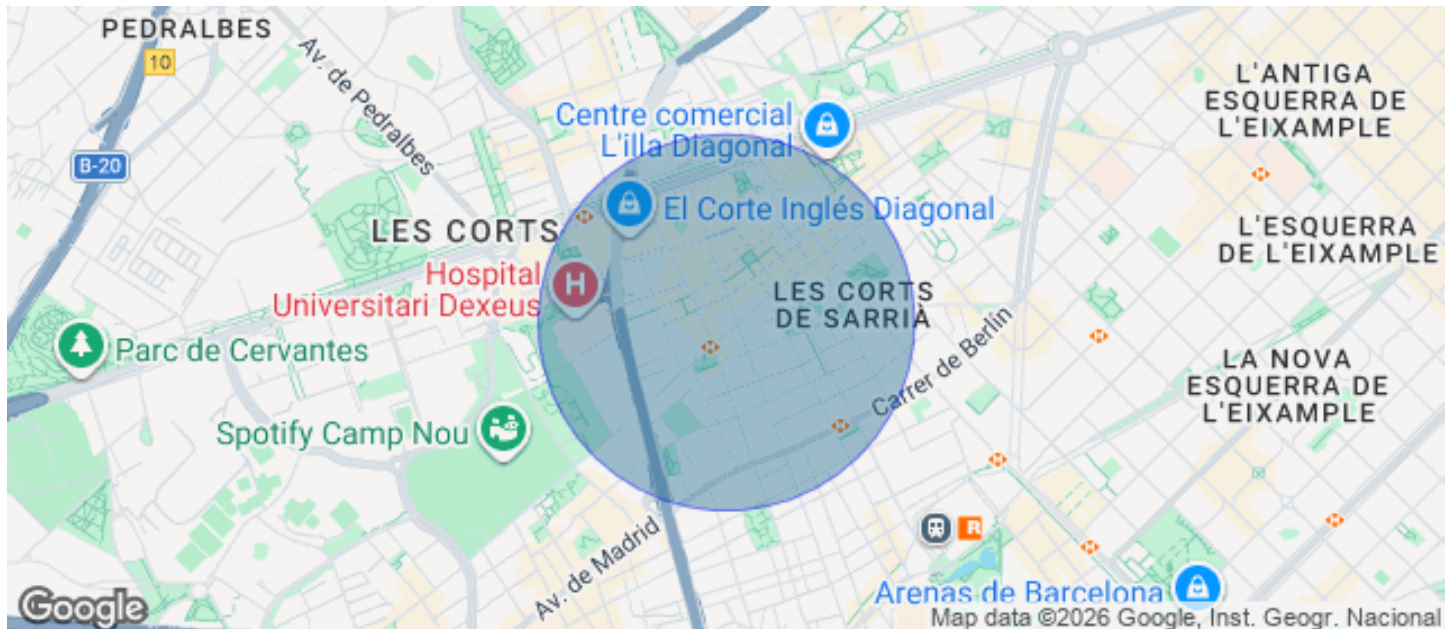 PEDRALBES
10
Av. de Pedralbes
B-20
Centre comercial
L'illa Diagonal
L'ANTIGA
ESQUERRA DE
L'EIXAMPLE
El Corte Inglés Diagonal
LES CORTS
L'ESQUERRA
DE L'EIXAMPLE
Hospital
Universitari Dexeus
H
LES CORTS
DE SARRIÀ
Parc de Cervantes
Carrer de Berlín
LA NOVA
ESQUERRA DE
L'EIXAMPLE
Spotify Camp Nou
Av. de Madrid
R
Arenas de Barcelona
Google
Map data ©2026 Google, Inst. Geogr. Nacional